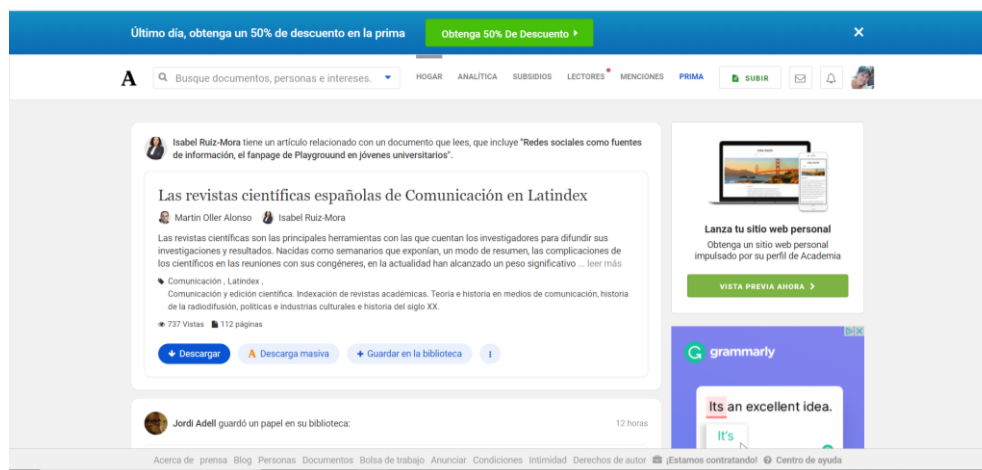 Último día, obtenga un 50% de descuento en la prima
Obtenga 50% De Descuento
A
Busque documentos, personas e intereses.
HOGAR ANALÍTICA SUBSIDIOS LECTORES MENCIONES PRIMA SUBIR
Isabel Ruiz-Mora tiene un artículo relacionado con un documento que lees, que incluye "Redes sociales como fuentes
de información, el fanpage de Playgrouund en jóvenes universitarios".
Las revistas científicas españolas de Comunicación en Latindex
Martin Oller Alonso Isabel Ruiz-Mora
Las revistas científicas son las principales herramientas con las que cuentan los investigadores para difundir sus
investigaciones y resultados. Nacidas como semanarios que exponían, un modo de resumen, las complicaciones de
los científicos en las reuniones con sus congéneres, en la actualidad han alcanzado un peso significativo ... leer más
Comunicación , Latindex ,
Comunicación y edición científica. Indexación de revistas académicas. Teoría e historia en medios de comunicación, historia
de la radiodifusión, políticas e industrias culturales e historia del siglo XX.
737 Vistas 112 páginas
Descargar A Descarga masiva + Guardar en la biblioteca
Jordi Adell guardó un papel en su biblioteca: 12 horas
Lanza tu sitio web personal
Obtenga un sitio web personal
impulsado por su perfil de Academia
VISTA PREVIA AHORA
grammarly
Its an excellent idea.
It's
Acerca de prensa Blog Personas Documentos Bolsa de trabajo Anunciar Condiciones Intimidad Derechos de autor ¡Estamos contratando! Centro de ayuda